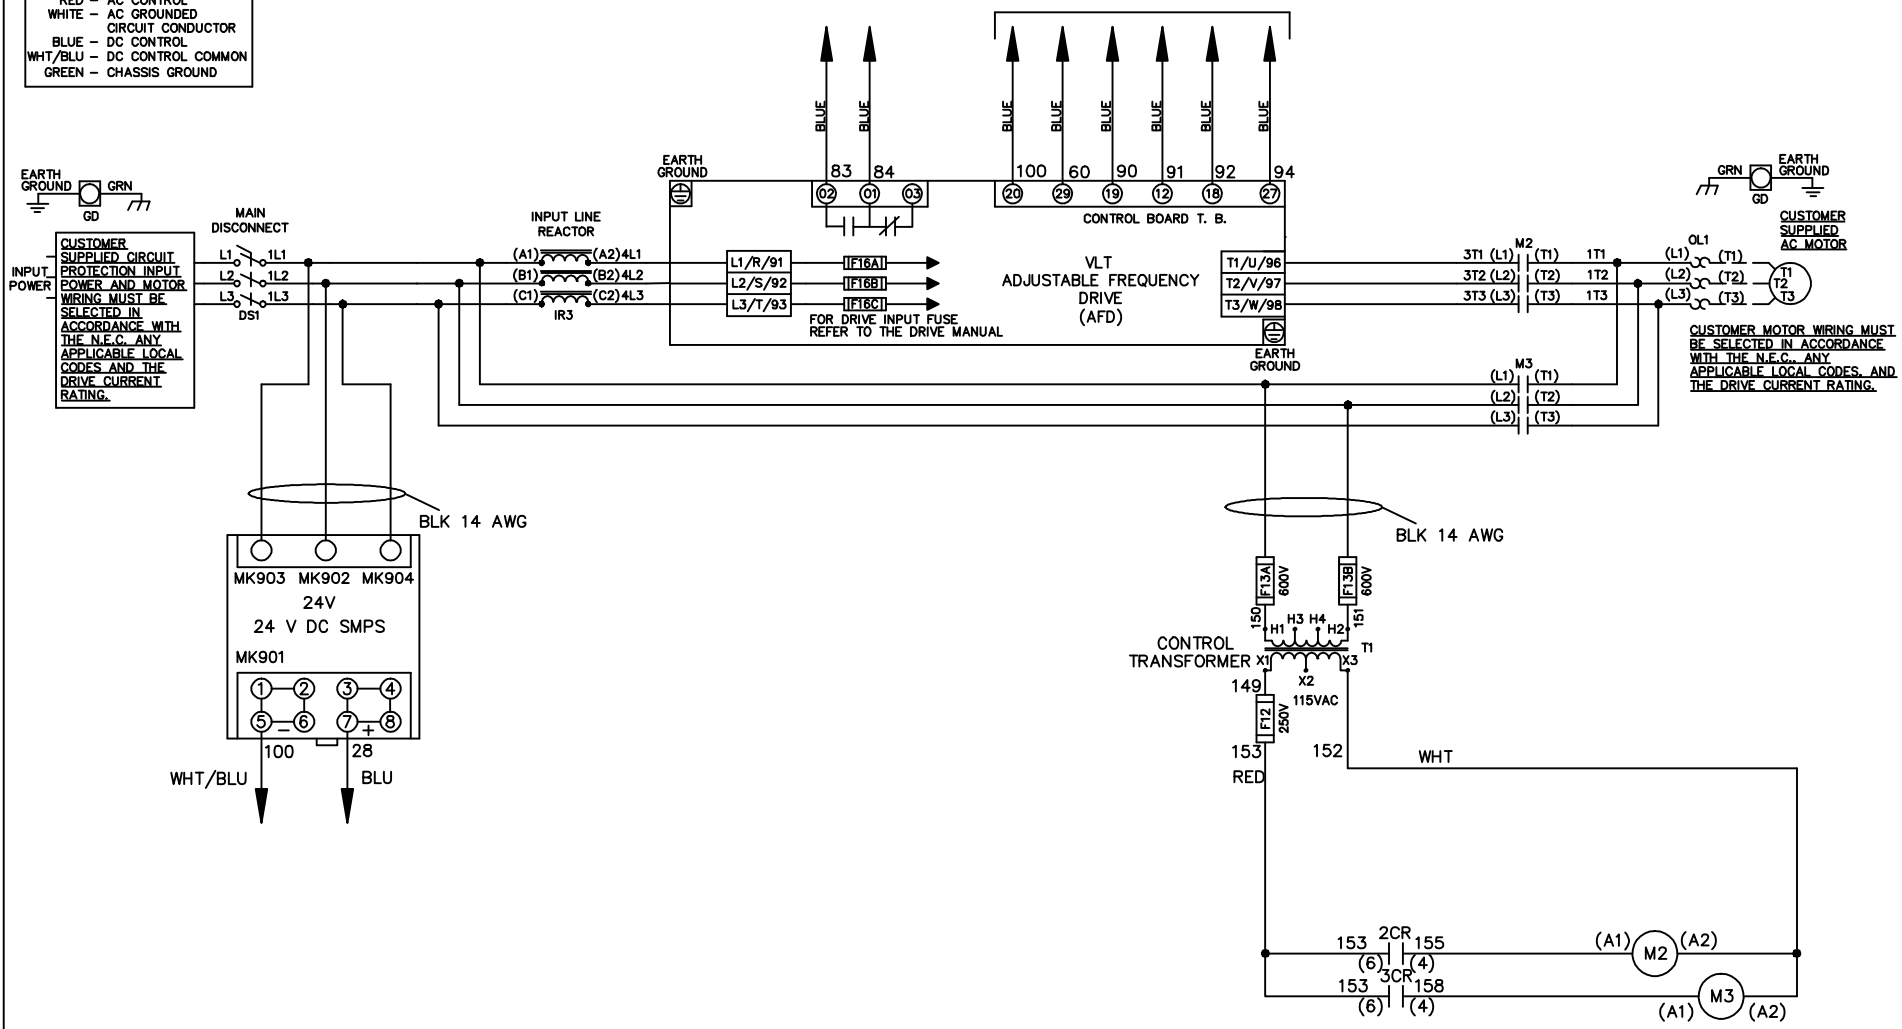 RED – AC CONTROL
WHITE – AC GROUNDED
CIRCUIT CONDUCTOR
BLUE – DC CONTROL
WHT/BLU – DC CONTROL COMMON
GREEN – CHASSIS GROUND
BLUE
BLUE
BLUE
BLUE
BLUE
BLUE
BLUE
BLUE
EARTH
GROUND
GRN
GD
MAIN
DISCONNECT
INPUT LINE
REACTOR
EARTH
GROUND
83 84
02 01 03
100 60 90 91 92 94
20 29 19 12 18 27
CONTROL BOARD T. B.
GRN
EARTH
GROUND
GD
CUSTOMER
SUPPLIED
AC MOTOR
INPUT
POWER
CUSTOMER
SUPPLIED CIRCUIT
PROTECTION INPUT
POWER AND MOTOR
WIRING MUST BE
SELECTED IN
ACCORDANCE WITH
THE N.E.C. ANY
APPLICABLE LOCAL
CODES AND THE
DRIVE CURRENT
RATING.
L1 1L1
L2 1L2
L3 1L3
DS1
(A1) (A2) 4L1
(B1) (B2) 4L2
(C1) (C2) 4L3
IR3
L1/R/91
L2/S/92
L3/T/93
F16A
F16B
F16C
FOR DRIVE INPUT FUSE
REFER TO THE DRIVE MANUAL
VLT
ADJUSTABLE FREQUENCY
DRIVE
(AFD)
T1/U/96
T2/V/97
T3/W/98
EARTH
GROUND
M2
3T1 (L1) (T1) 1T1
3T2 (L2) (T2) 1T2
3T3 (L3) (T3) 1T3
OL1
(L1) (T1)
(L2) (T2)
(L3) (T3)
T1
T2
T3
CUSTOMER MOTOR WIRING MUST
BE SELECTED IN ACCORDANCE
WITH THE N.E.C., ANY
APPLICABLE LOCAL CODES, AND
THE DRIVE CURRENT RATING.
M3
(L1) (T1)
(L2) (T2)
(L3) (T3)
BLK 14 AWG
MK903 MK902 MK904
24V
24 V DC SMPS
MK901
1 2 3 4
5 6 7 8
– +
100 28
WHT/BLU BLU
BLK 14 AWG
F13A
600V
F13B
600V
150 151
H1 H3 H4 H2
T1
CONTROL
TRANSFORMER
X1 X3
X2
115VAC
149
F12
250V
153 152
RED
WHT
2CR
153 155
(6) (4)
(A1) M2 (A2)
3CR
153 158
(6) (4)
(A1) M3 (A2)